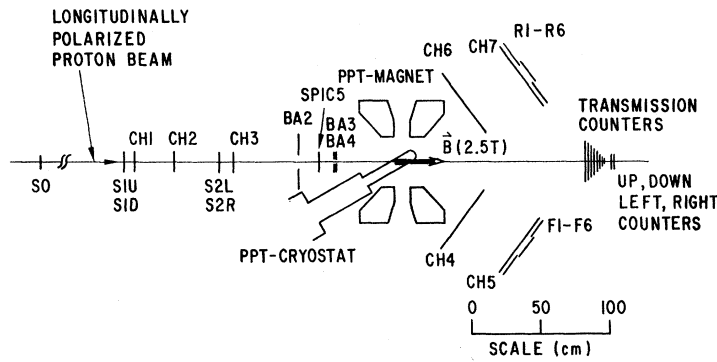 LONGITUDINALLY
POLARIZED
PROTON BEAM
CH6
CH7
R1-R6
PPT-MAGNET
SPIC5
BA2
BA3
BA4
CH1
CH2
CH3
B (2.5T)
TRANSMISSION
COUNTERS
S0
S1U
S1D
S2L
S2R
UP, DOWN
LEFT, RIGHT
COUNTERS
PPT-CRYOSTAT
CH4
F1-F6
CH5
0 50 100
SCALE (cm)